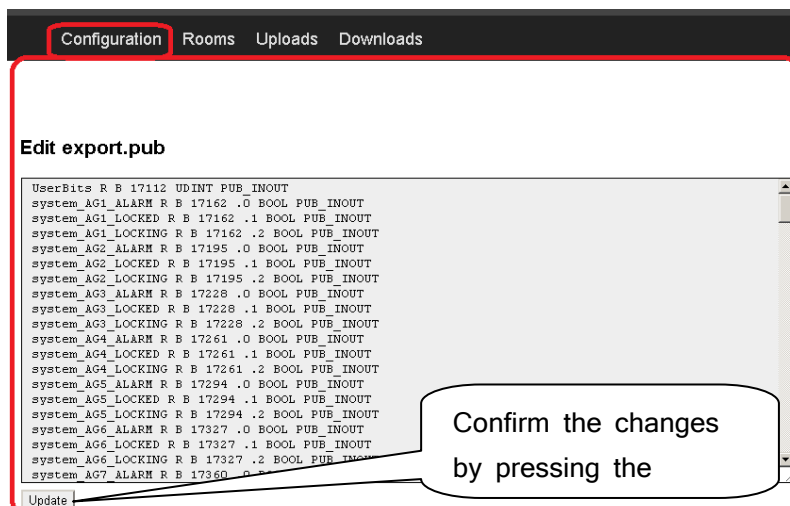 Configuration Rooms Uploads Downloads
Edit export.pub
UserBits R B 17112 UDINT PUB_INOUT
system_AG1_ALARM R B 17162 .0 BOOL PUB_INOUT
system_AG1_LOCKED R B 17162 .1 BOOL PUB_INOUT
system_AG1_LOCKING R B 17162 .2 BOOL PUB_INOUT
system_AG2_ALARM R B 17195 .0 BOOL PUB_INOUT
system_AG2_LOCKED R B 17195 .1 BOOL PUB_INOUT
system_AG2_LOCKING R B 17195 .2 BOOL PUB_INOUT
system_AG3_ALARM R B 17228 .0 BOOL PUB_INOUT
system_AG3_LOCKED R B 17228 .1 BOOL PUB_INOUT
system_AG3_LOCKING R B 17228 .2 BOOL PUB_INOUT
system_AG4_ALARM R B 17261 .0 BOOL PUB_INOUT
system_AG4_LOCKED R B 17261 .1 BOOL PUB_INOUT
system_AG4_LOCKING R B 17261 .2 BOOL PUB_INOUT
system_AG5_ALARM R B 17294 .0 BOOL PUB_INOUT
system_AG5_LOCKED R B 17294 .1 BOOL PUB_INOUT
system_AG5_LOCKING R B 17294 .2 BOOL PUB_INOUT
system_AG6_ALARM R B 17327 .0 BOOL PUB_INOUT
system_AG6_LOCKED R B 17327 .1 BOOL PUB_INOUT
system_AG6_LOCKING R B 17327 .2 BOOL PUB_INOUT
system_AG7_ALARM R B 17360
Confirm the changes
by pressing the
Update